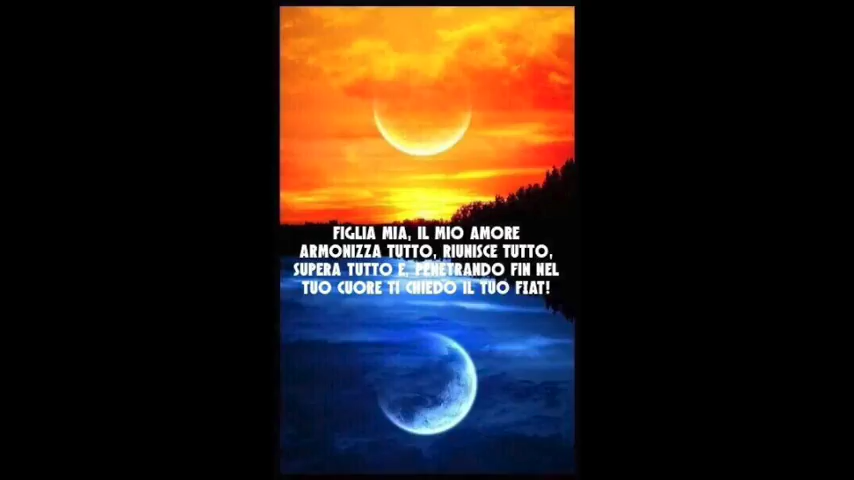 FIGLIA MIA, IL MIO AMORE
ARMONIZZA TUTTO, RIUNISCE TUTTO,
SUPERA TUTTO E, PENETRANDO FIN NEL
TUO CUORE TI CHIEDO IL TUO FIAT!